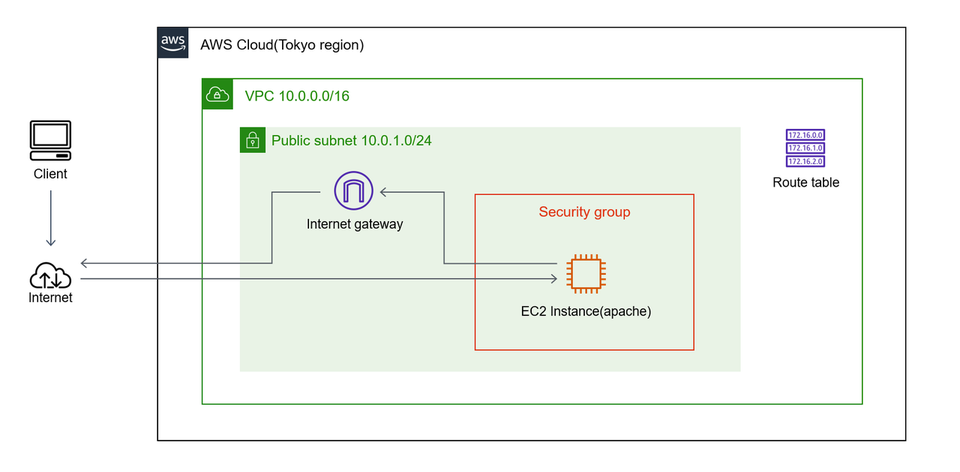 aws
AWS Cloud(Tokyo region)
VPC 10.0.0.0/16
Public subnet 10.0.1.0/24
172.16.0.0
172.16.1.0
172.16.2.0
Route table
Client
Internet gateway
Security group
Internet
EC2 Instance(apache)